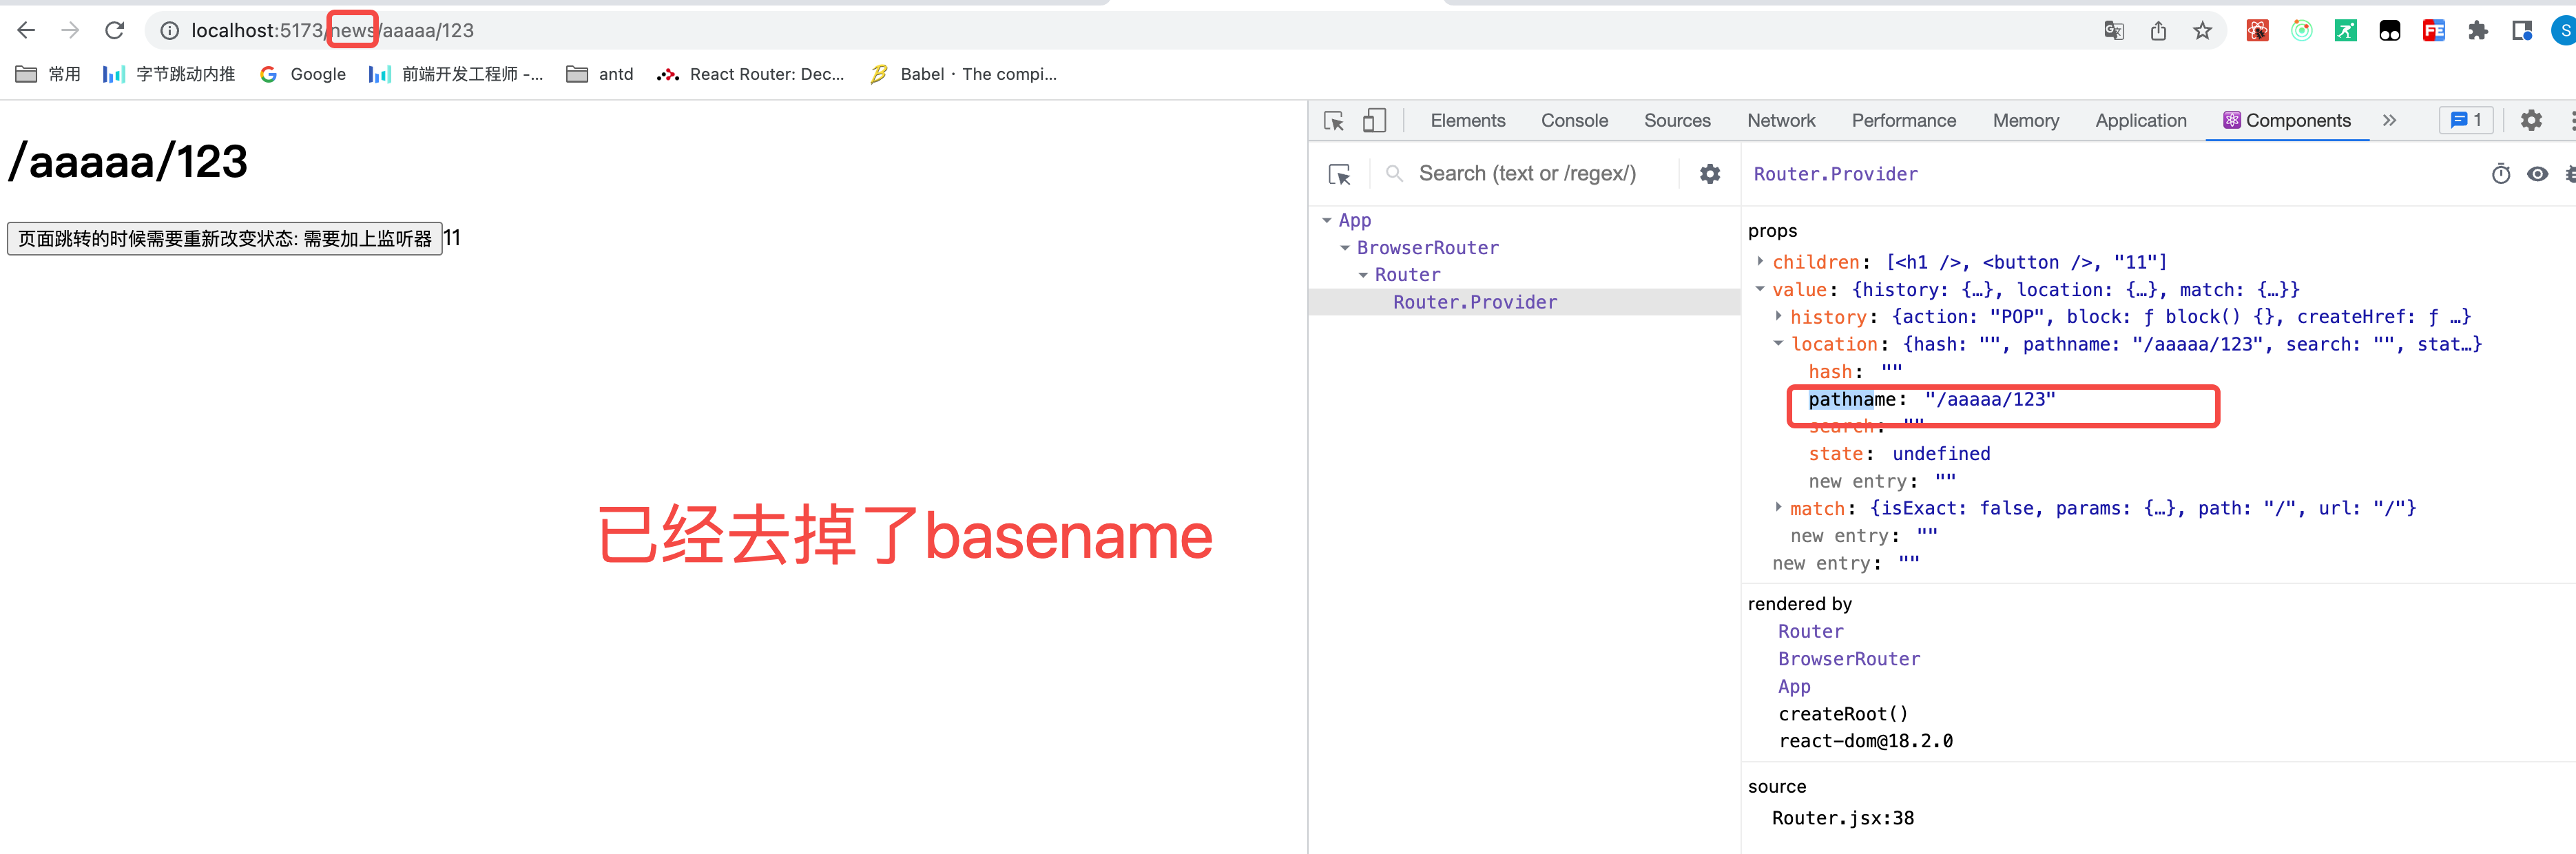 localhost:5173/news/aaaaa/123
S
常用 字节跳动内推 Google 前端开发工程师 -... antd React Router: Dec... Babel · The compi...
/aaaaa/123
页面跳转的时候需要重新改变状态: 需要加上监听器 11
已经去掉了basename
Elements Console Sources Network Performance Memory Application Components 1
Search (text or /regex/)
App
BrowserRouter
Router
Router.Provider
Router.Provider
props
children: [<h1 />, <button />, "11"]
value: {history: {…}, location: {…}, match: {…}}
history: {action: "POP", block: ƒ block() {}, createHref: ƒ …}
location: {hash: "", pathname: "/aaaaa/123", search: "", stat…}
hash: ""
pathname: "/aaaaa/123"
search: ""
state: undefined
new entry: ""
match: {isExact: false, params: {…}, path: "/", url: "/"}
new entry: ""
new entry: ""
rendered by
Router
BrowserRouter
App
createRoot()
react-dom@18.2.0
source
Router.jsx:38